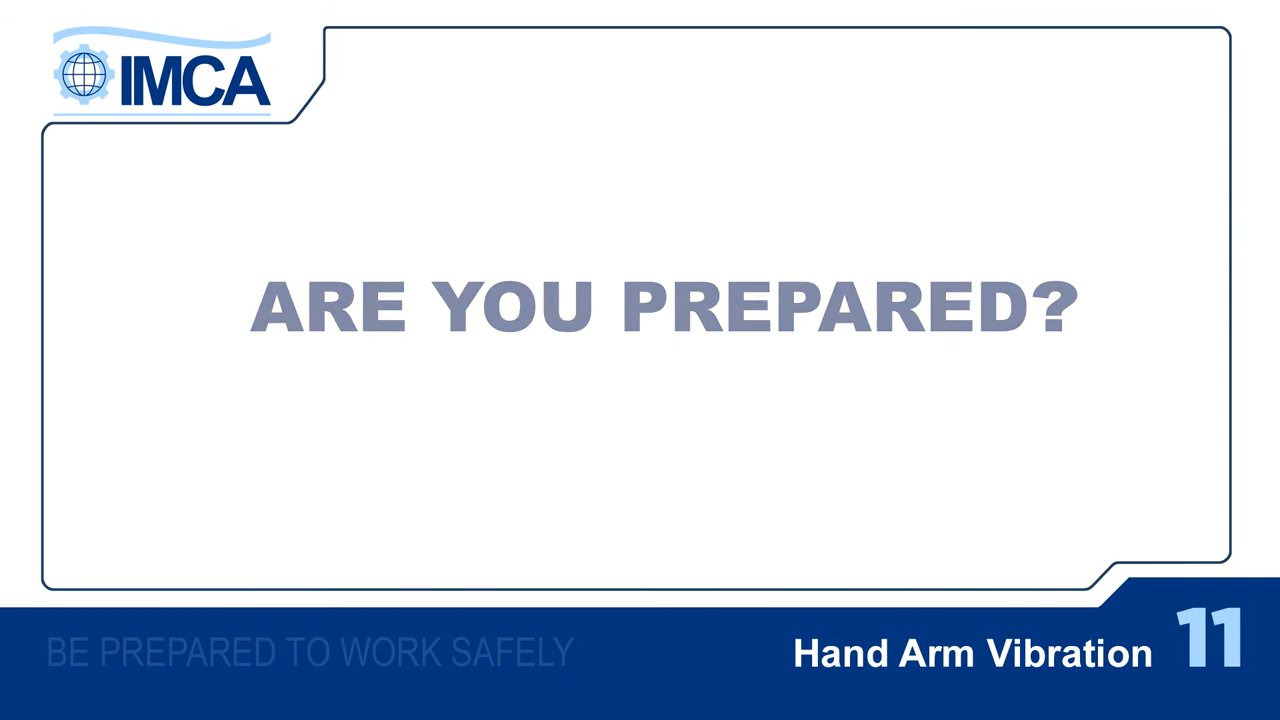 IMCA
ARE YOU PREPARED?
BE PREPARED TO WORK SAFELY
Hand Arm Vibration
11